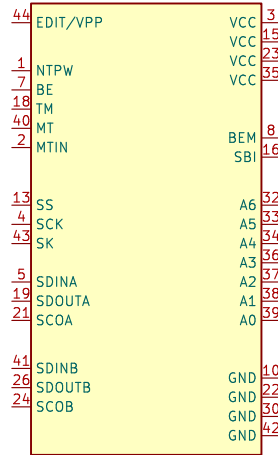 44 EDIT/VPP VCC 3
VCC 15
VCC 23
1 NTPW VCC 35
7 BE
18 TM
40 MT BEM 8
2 MTIN SBI 16
13 SS A6 32
4 SCK A5 33
43 SK A4 34
A3 36
5 SDINA A2 37
19 SDOUTA A1 38
21 SCOA A0 39
41 SDINB GND 10
26 SDOUTB GND 22
24 SCOB GND 30
GND 42